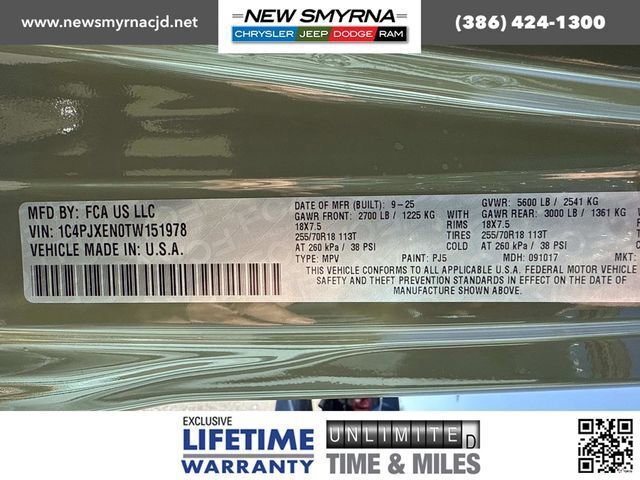 www.newsmyrnacjd.net
NEW SMYRNA
CHRYSLER JEEP DODGE RAM
(386) 424-1300
MFD BY: FCA US LLC
VIN: 1C4PJXEN0TW151978
VEHICLE MADE IN: U.S.A.
DATE OF MFR (BUILT): 9-25
GAWR FRONT: 2700 LB / 1225 KG
18X7.5
255/70R18 113T
AT 260 kPa / 38 PSI
TYPE: MPV PAINT: PJ5 MDH: 091017 MKT:
RIMS
TIRES
COLD
GVWR: 5600 LB / 2541 KG
GAWR REAR: 3000 LB / 1361 KG
18X7.5
255/70R18 113T
AT 260 kPa / 38 PSI
THIS VEHICLE CONFORMS TO ALL APPLICABLE U.S.A. FEDERAL MOTOR VEHICLE
SAFETY AND THEFT PREVENTION STANDARDS IN EFFECT ON THE DATE OF
MANUFACTURE SHOWN ABOVE.
EXCLUSIVE
LIFETIME
WARRANTY
UNLIMITED
TIME & MILES